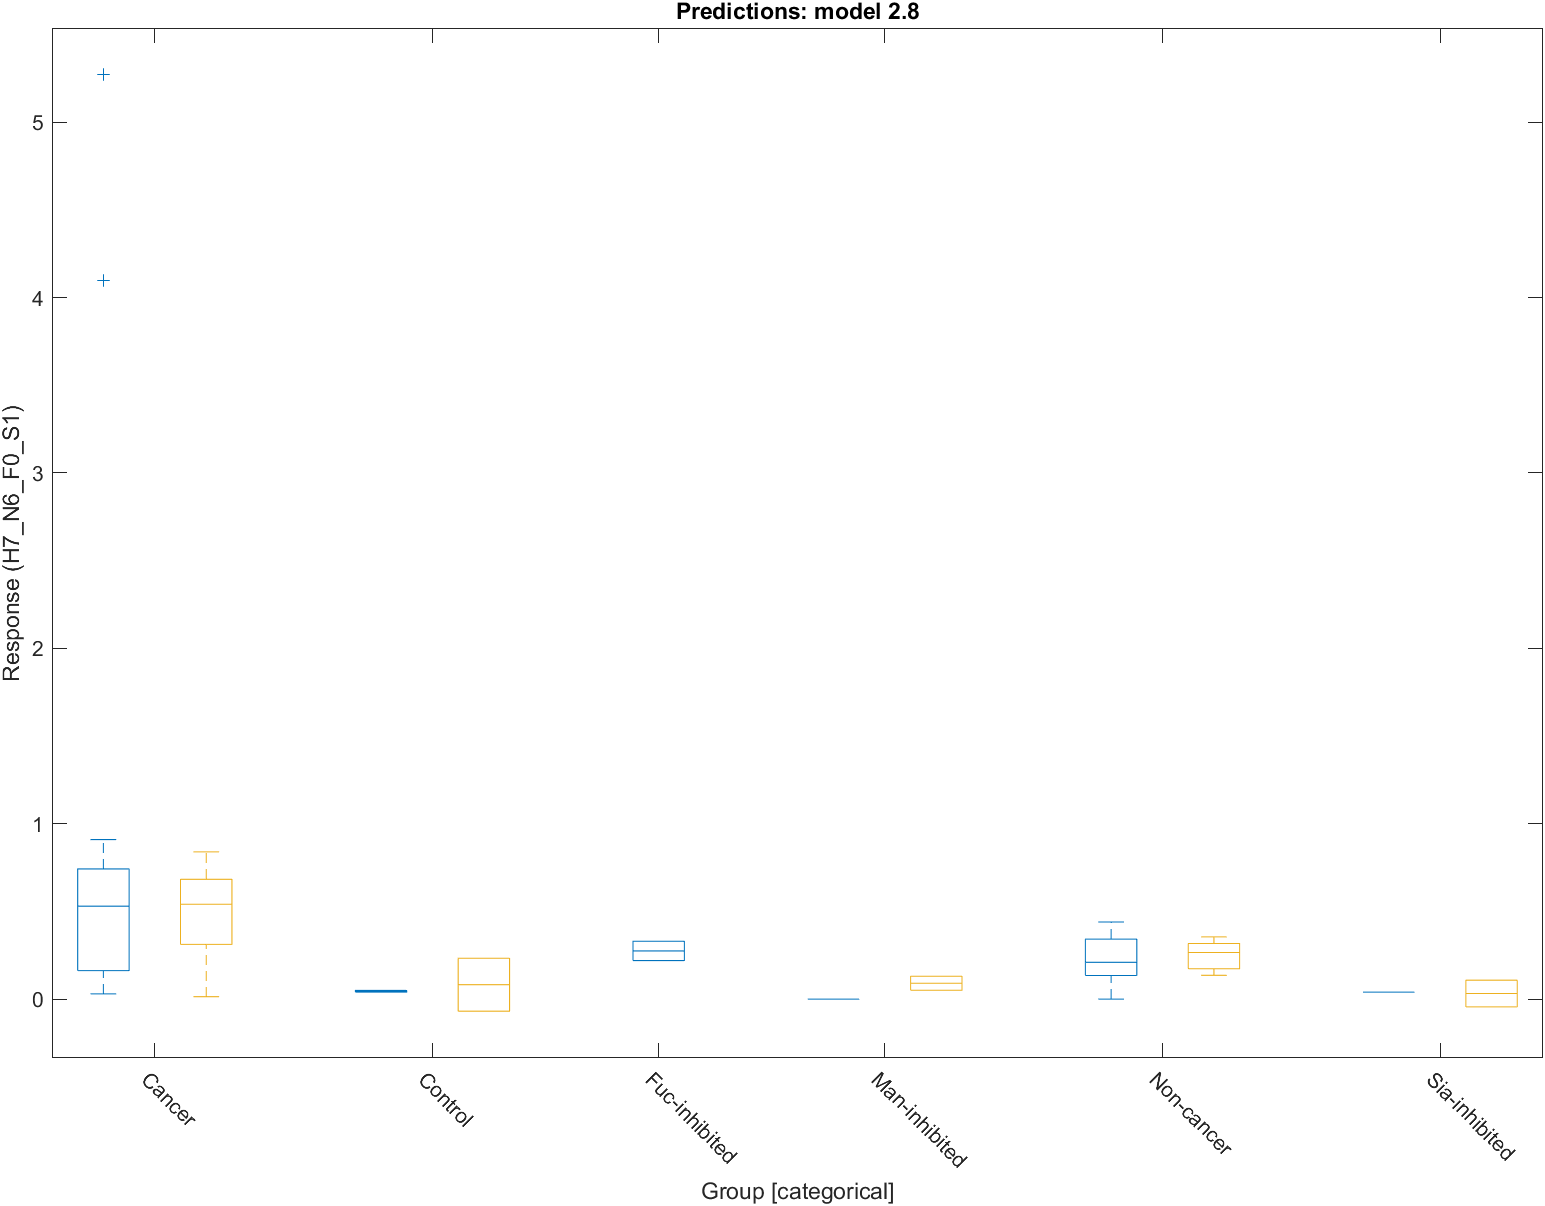 Predictions: model 2.8
5
4
3
2
1
0
Response (H7_N6_F0_S1)
Cancer
Control
Fuc-inhibited
Man-inhibited
Non-cancer
Sia-inhibited
Group [categorical]